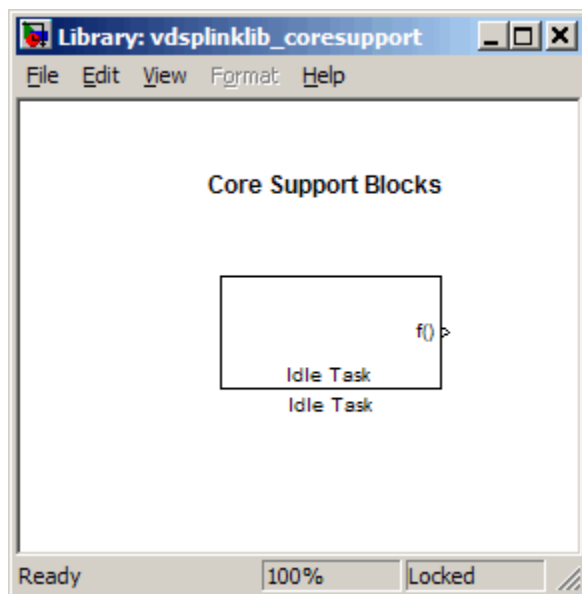 Library: vdsplinklib_coresupport
File Edit View Format Help
Core Support Blocks
f()
Idle Task
Idle Task
Ready 100% Locked